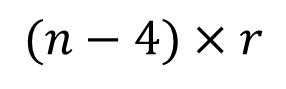 (n − 4) × r